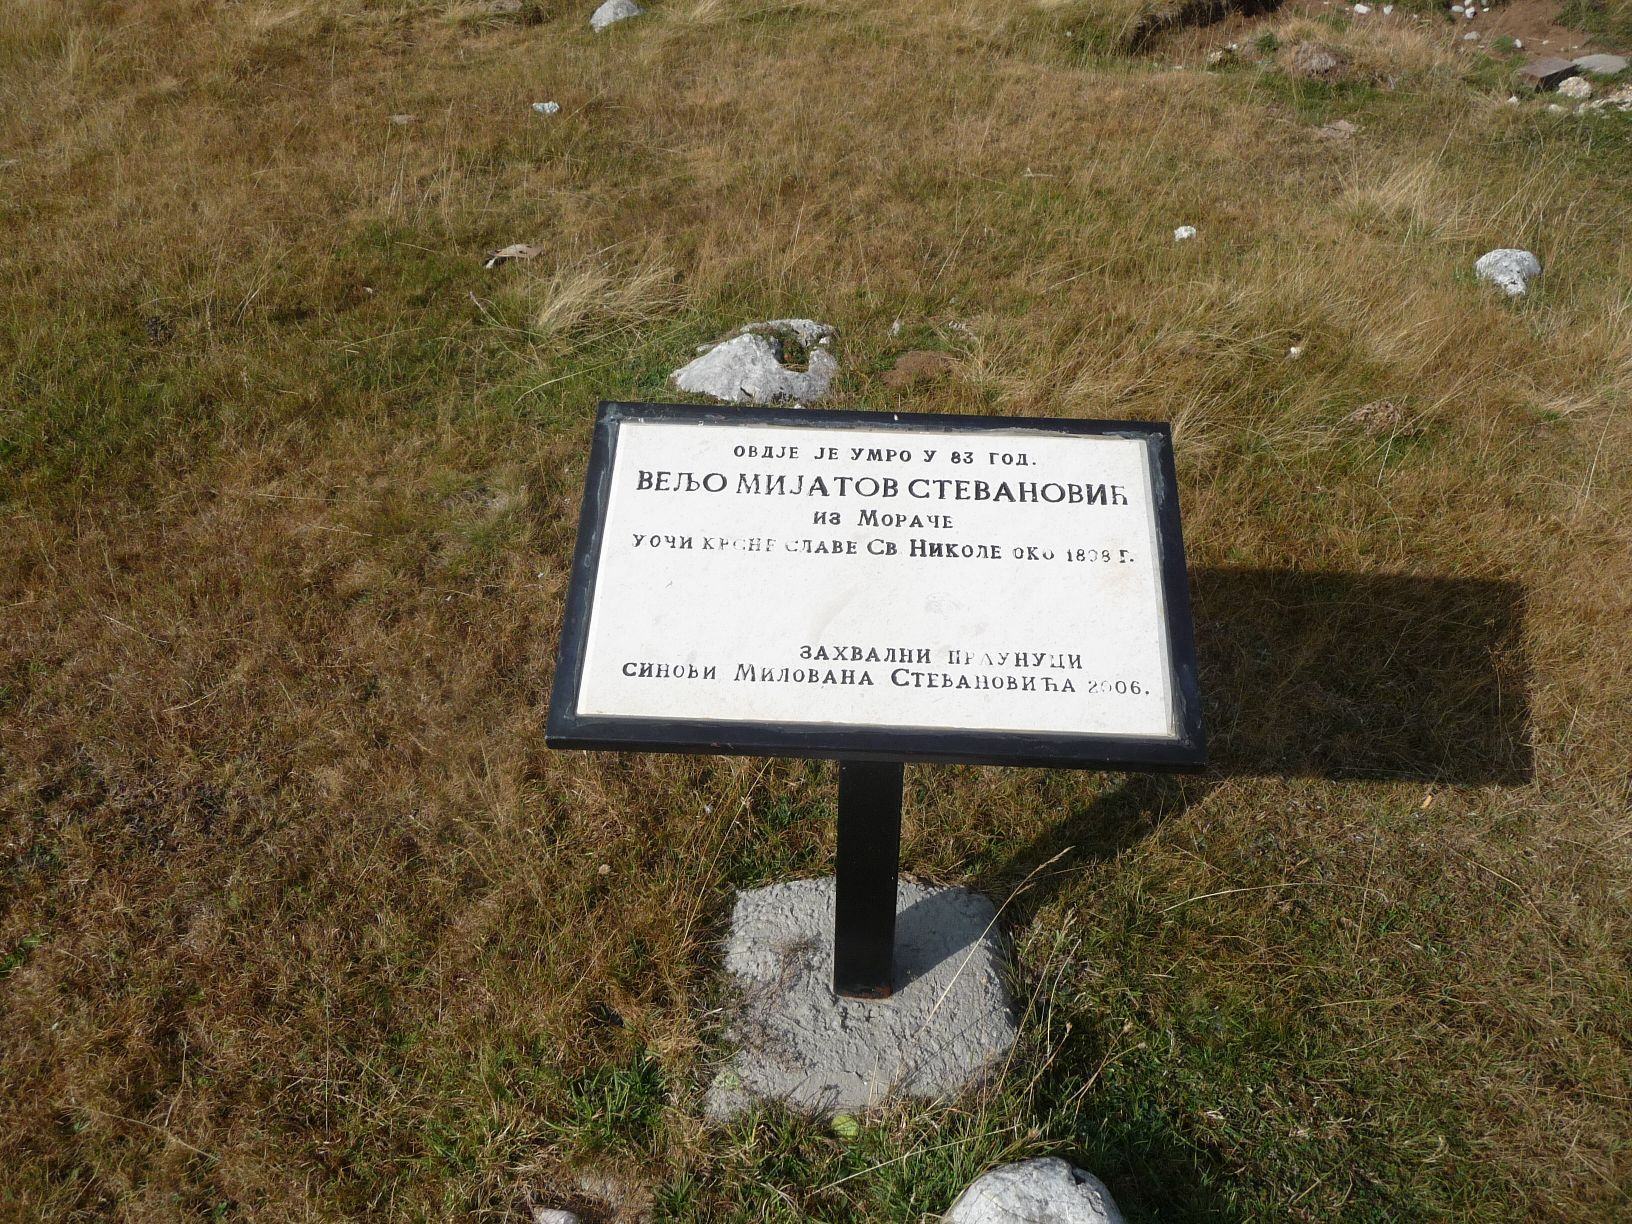 ОВДЈЕ ЈЕ УМРО У 83 ГОД.
ВЕЉО МИЈАТОВ СТЕВАНОВИЋ
ИЗ МОРАЧЕ
УОЧИ КРСНЕ СЛАВЕ СВ. НИКОЛЕ ОКО 1898 Г.
ЗАХВАЛНИ ПРАУНУЦИ
СИНОВИ МИЛОВАНА СТЕВАНОВИЋА 2006.